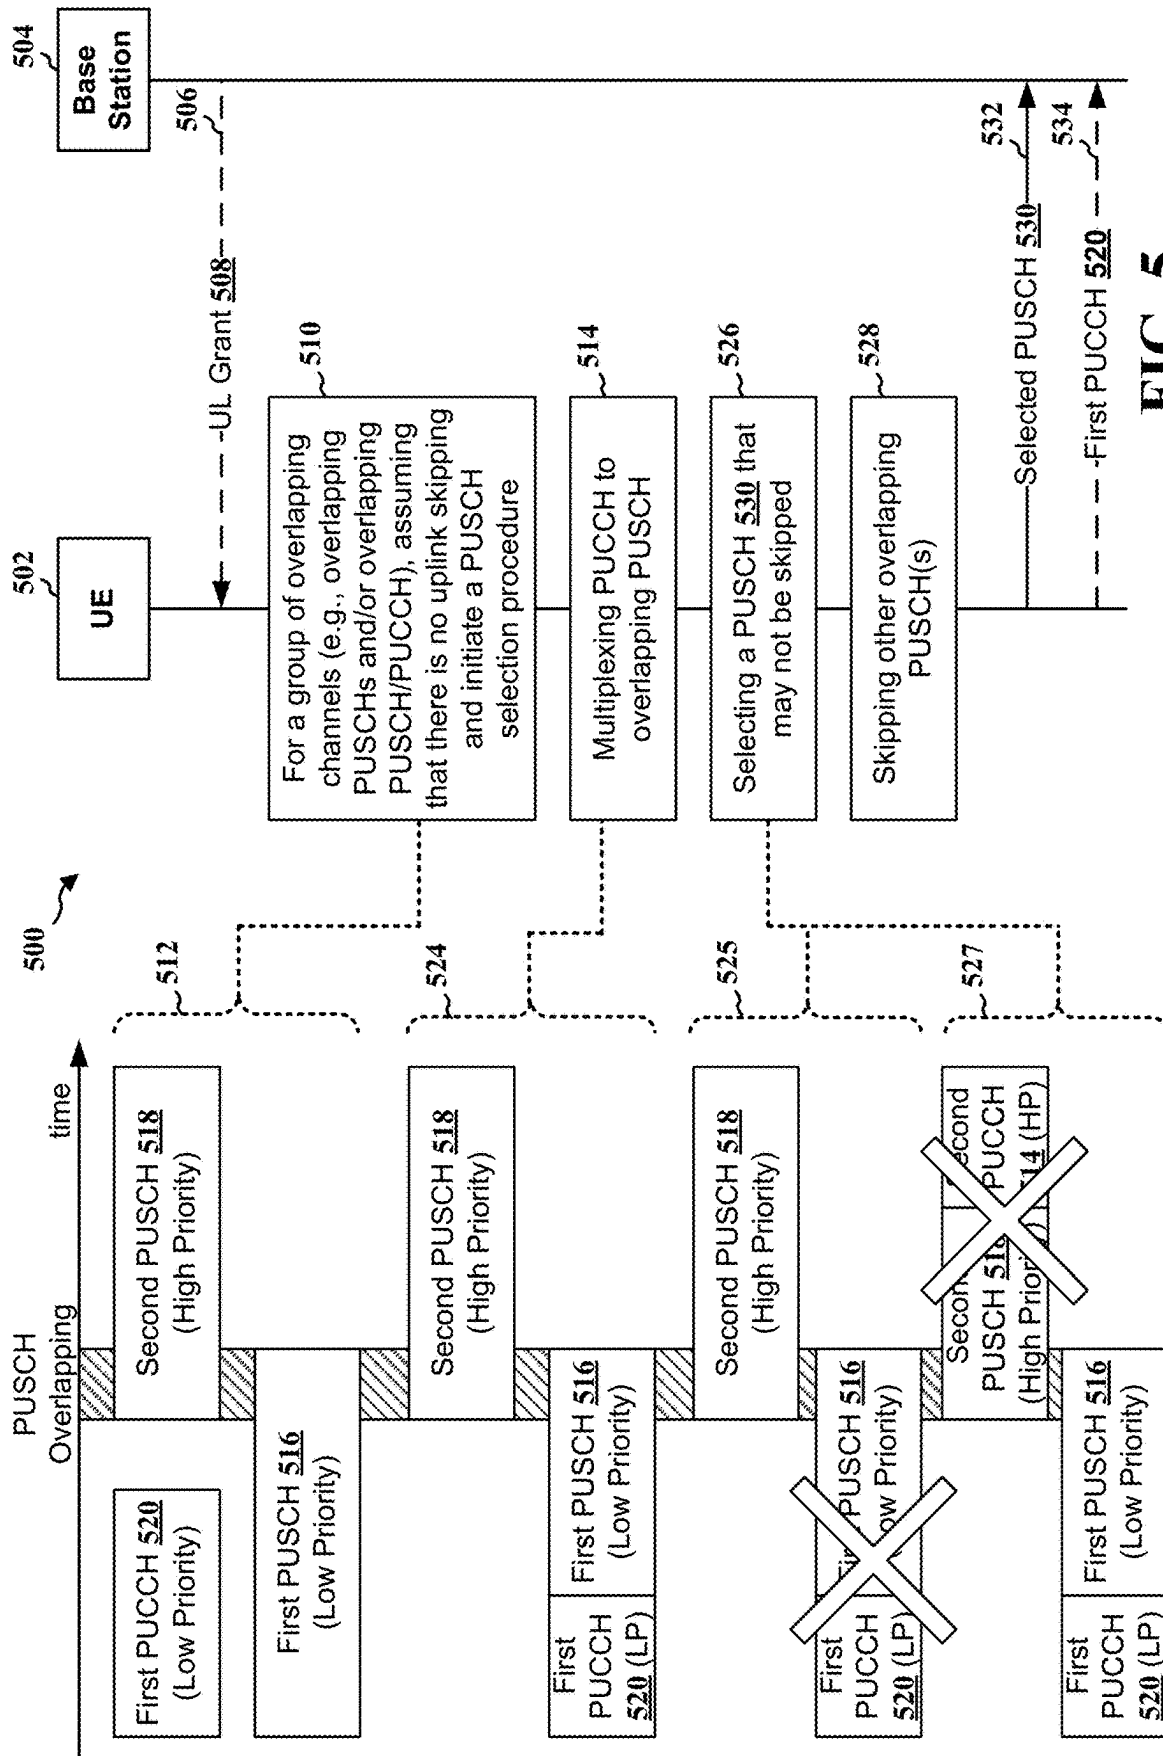 500
502
UE
504
Base
Station
506
UL Grant 508
510
For a group of overlapping
channels (e.g., overlapping
PUSCHs and/or overlapping
PUSCH/PUCCH), assuming
that there is no uplink skipping
and initiate a PUSCH
selection procedure
514
Multiplexing PUCCH to
overlapping PUSCH
526
Selecting a PUSCH 530 that
may not be skipped
528
Skipping other overlapping
PUSCH(s)
532
Selected PUSCH 530
534
First PUCCH 520
PUSCH
Overlapping
time
512
First PUCCH 520
(Low Priority)
Second PUSCH 518
(High Priority)
First PUSCH 516
(Low Priority)
524
Second PUSCH 518
(High Priority)
First
PUCCH
520 (LP)
First PUSCH 516
(Low Priority)
525
Second PUSCH 518
(High Priority)
First
PUCCH
520 (LP)
PUSCH 516
Priority)
527
PUSCH
(High
PUCCH
(HP)
First
PUCCH
520 (LP)
First PUSCH 516
(Low Priority)
FIG. 5